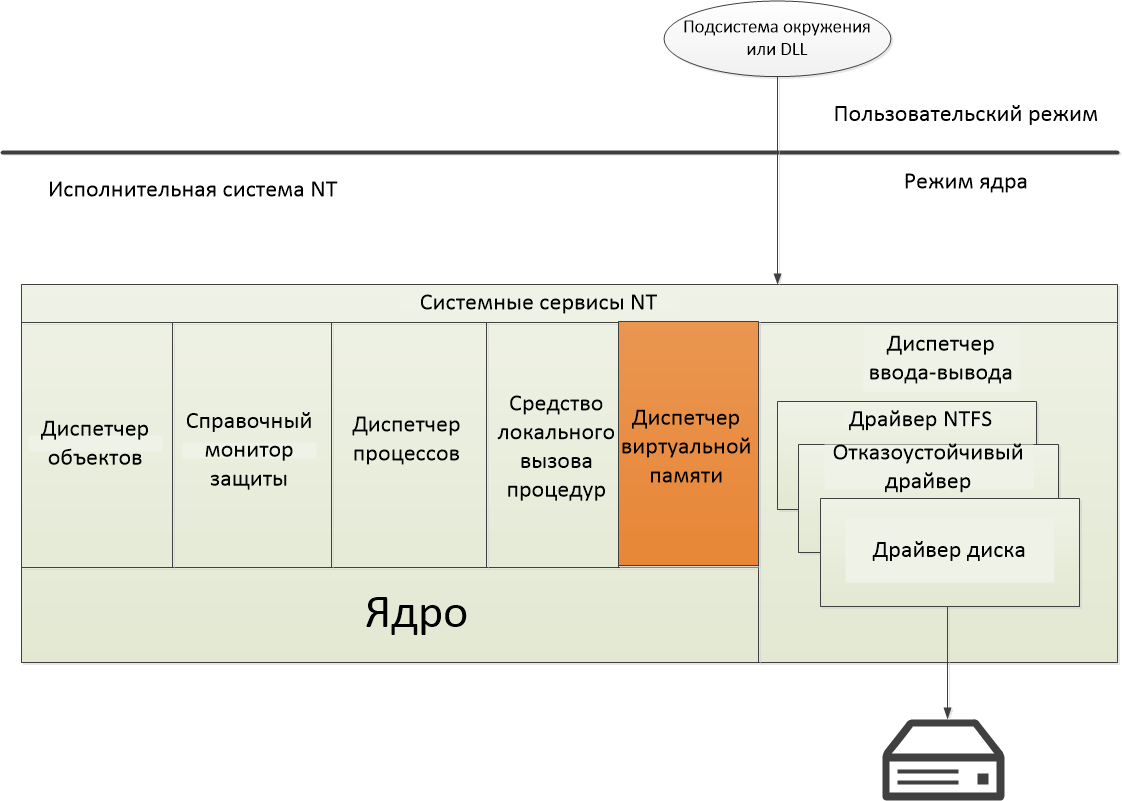 Подсистема окружения
или DLL
Пользовательский режим
Исполнительная система NT
Режим ядра
Системные сервисы NT
Диспетчер
объектов
Справочный
монитор
защиты
Диспетчер
процессов
Средство
локального
вызова
процедур
Диспетчер
виртуальной
памяти
Диспетчер
ввода-вывода
Драйвер NTFS
Отказоустойчивый
драйвер
Драйвер диска
Ядро